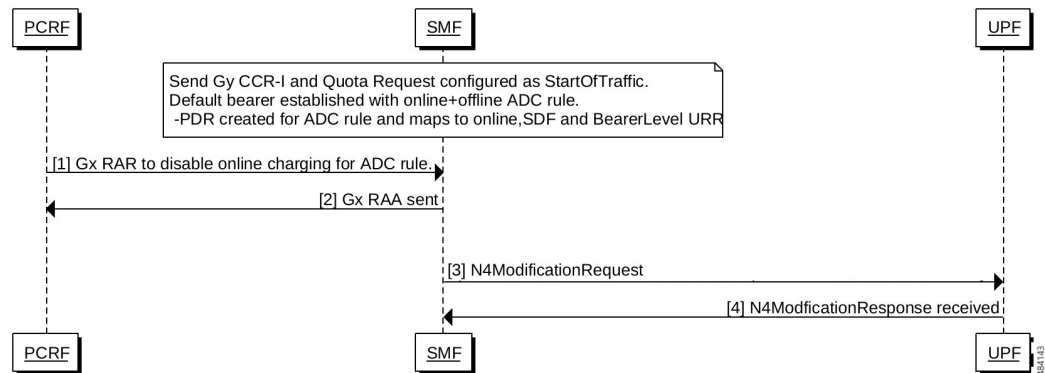 PCRF
SMF
UPF
Send Gy CCR-I and Quota Request configured as StartOfTraffic.
Default bearer established with online+offline ADC rule.
-PDR created for ADC rule and maps to online,SDF and BearerLevel URR
[1] Gx RAR to disable online charging for ADC rule.
[2] Gx RAA sent
[3] N4ModificationRequest
[4] N4ModficationResponse received
PCRF
SMF
UPF
484143